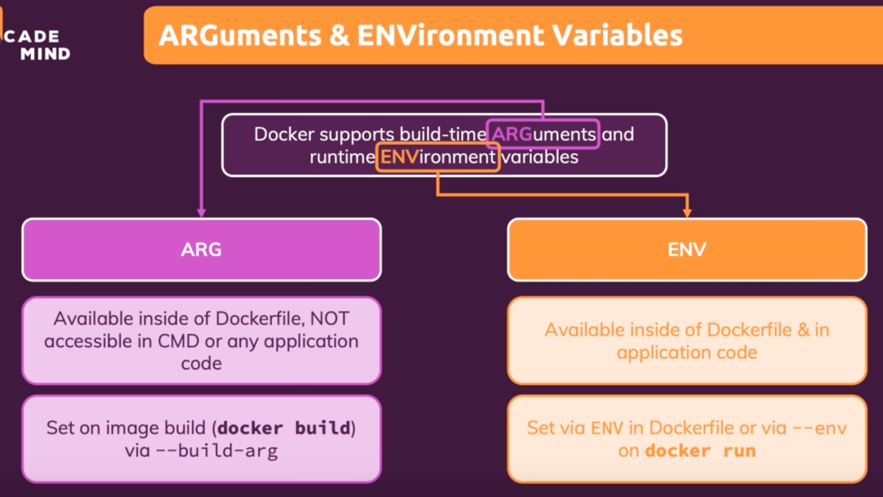 CADE
MIND
ARGuments & ENVironment Variables
Docker supports build-time ARGuments and
runtime ENVironment variables
ARG
ENV
Available inside of Dockerfile, NOT
accessible in CMD or any application
code
Available inside of Dockerfile & in
application code
Set on image build (docker build)
via --build-arg
Set via ENV in Dockerfile or via --env
on docker run